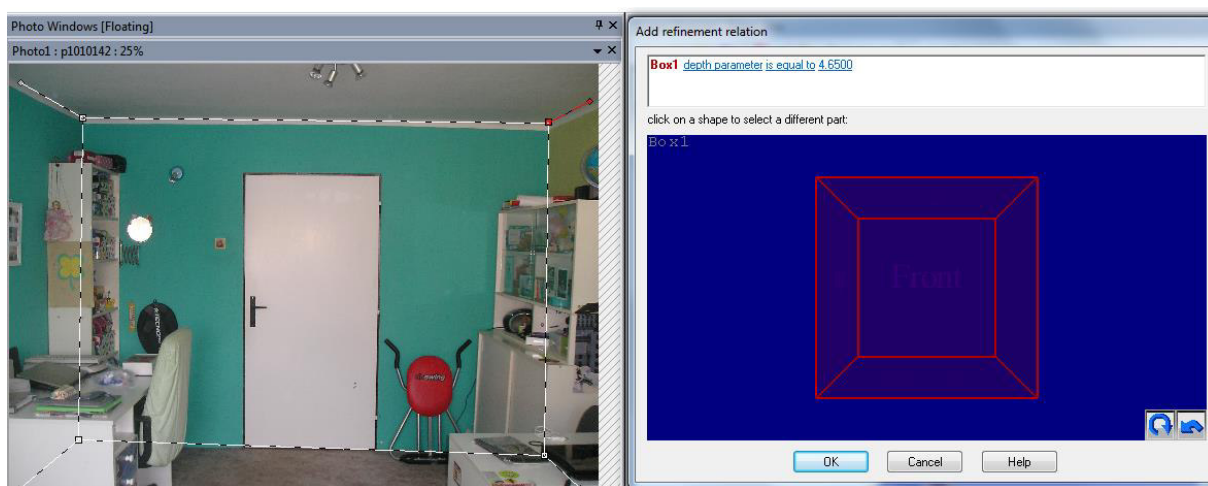 Photo Windows [Floating]
Photo1 : p1010142 : 25%
Add refinement relation
Box1 depth parameter is equal to 4.6500
click on a shape to select a different part:
Box1
Front
OK
Cancel
Help